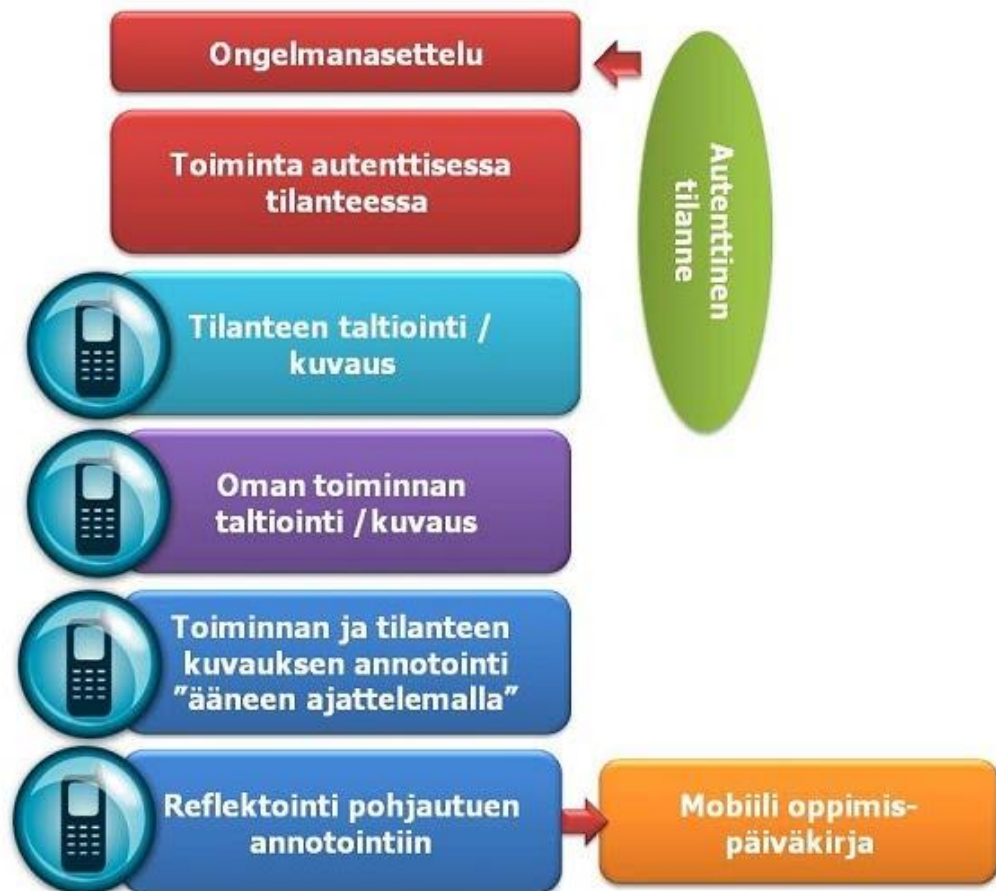 Ongelmanasettelu
Autenttinen
tilanne
Toiminta autenttisessa
tilanteessa
Tilanteen taltiointi /
kuvaus
Oman toiminnan
taltiointi / kuvaus
Toiminnan ja tilanteen
kuvauksen annotointi
”ääneen ajattelemalla”
Reflektointi pohjautuen
annotointiin
Mobiili oppimis-
päiväkirja